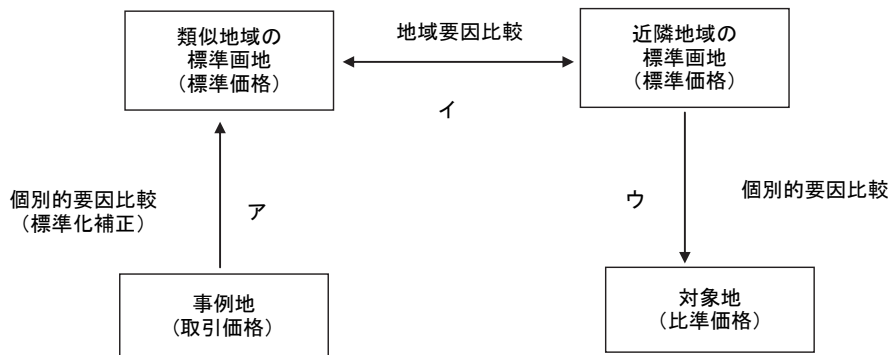 類似地域の
標準画地
（標準価格）
地域要因比較
イ
近隣地域の
標準画地
（標準価格）
個別的要因比較
（標準化補正）
ア
ウ
個別的要因比較
事例地
（取引価格）
対象地
（比準価格）